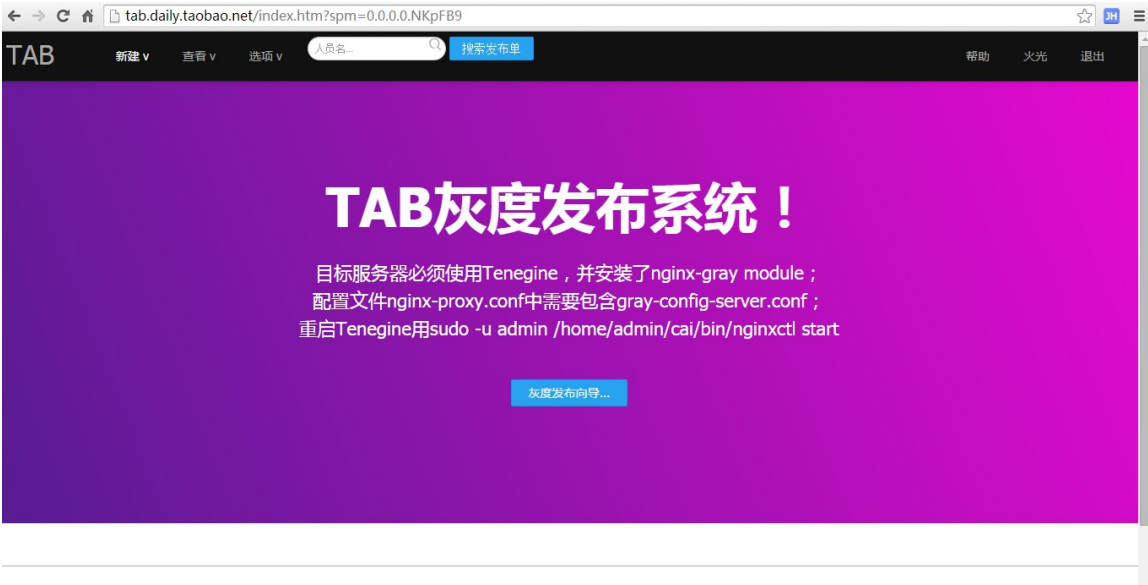 tab.daily.taobao.net/index.htm?spm=0.0.0.0.NKpFB9
JH
TAB 新建 v 查看 v 选项 v 人员名... 搜索发布单 帮助 火光 退出
TAB灰度发布系统！
目标服务器必须使用Tenegine，并安装了nginx-gray module；
配置文件nginx-proxy.conf中需要包含gray-config-server.conf；
重启Tenegine用sudo -u admin /home/admin/cai/bin/nginxctl start
灰度发布向导...